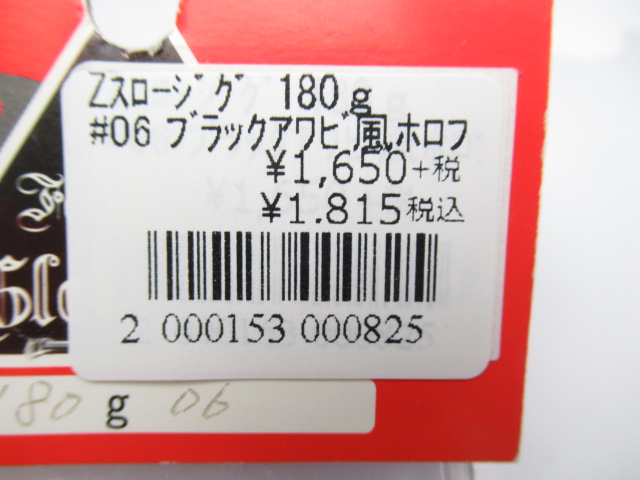 Zｽﾛｰｼﾞｸﾞ 180g
#06 ﾌﾞﾗｯｸｱﾜﾋﾞ風ﾎﾛﾌ
¥1,650+税
¥1.815税込
2 000153 000825
180 g 06